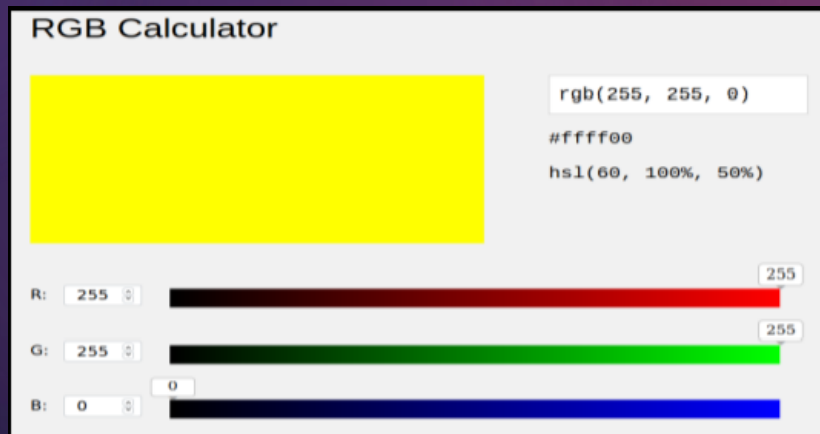 RGB Calculator
rgb(255, 255, 0)
#ffff00
hsl(60, 100%, 50%)
255
R: 255
255
G: 255
0
B: 0